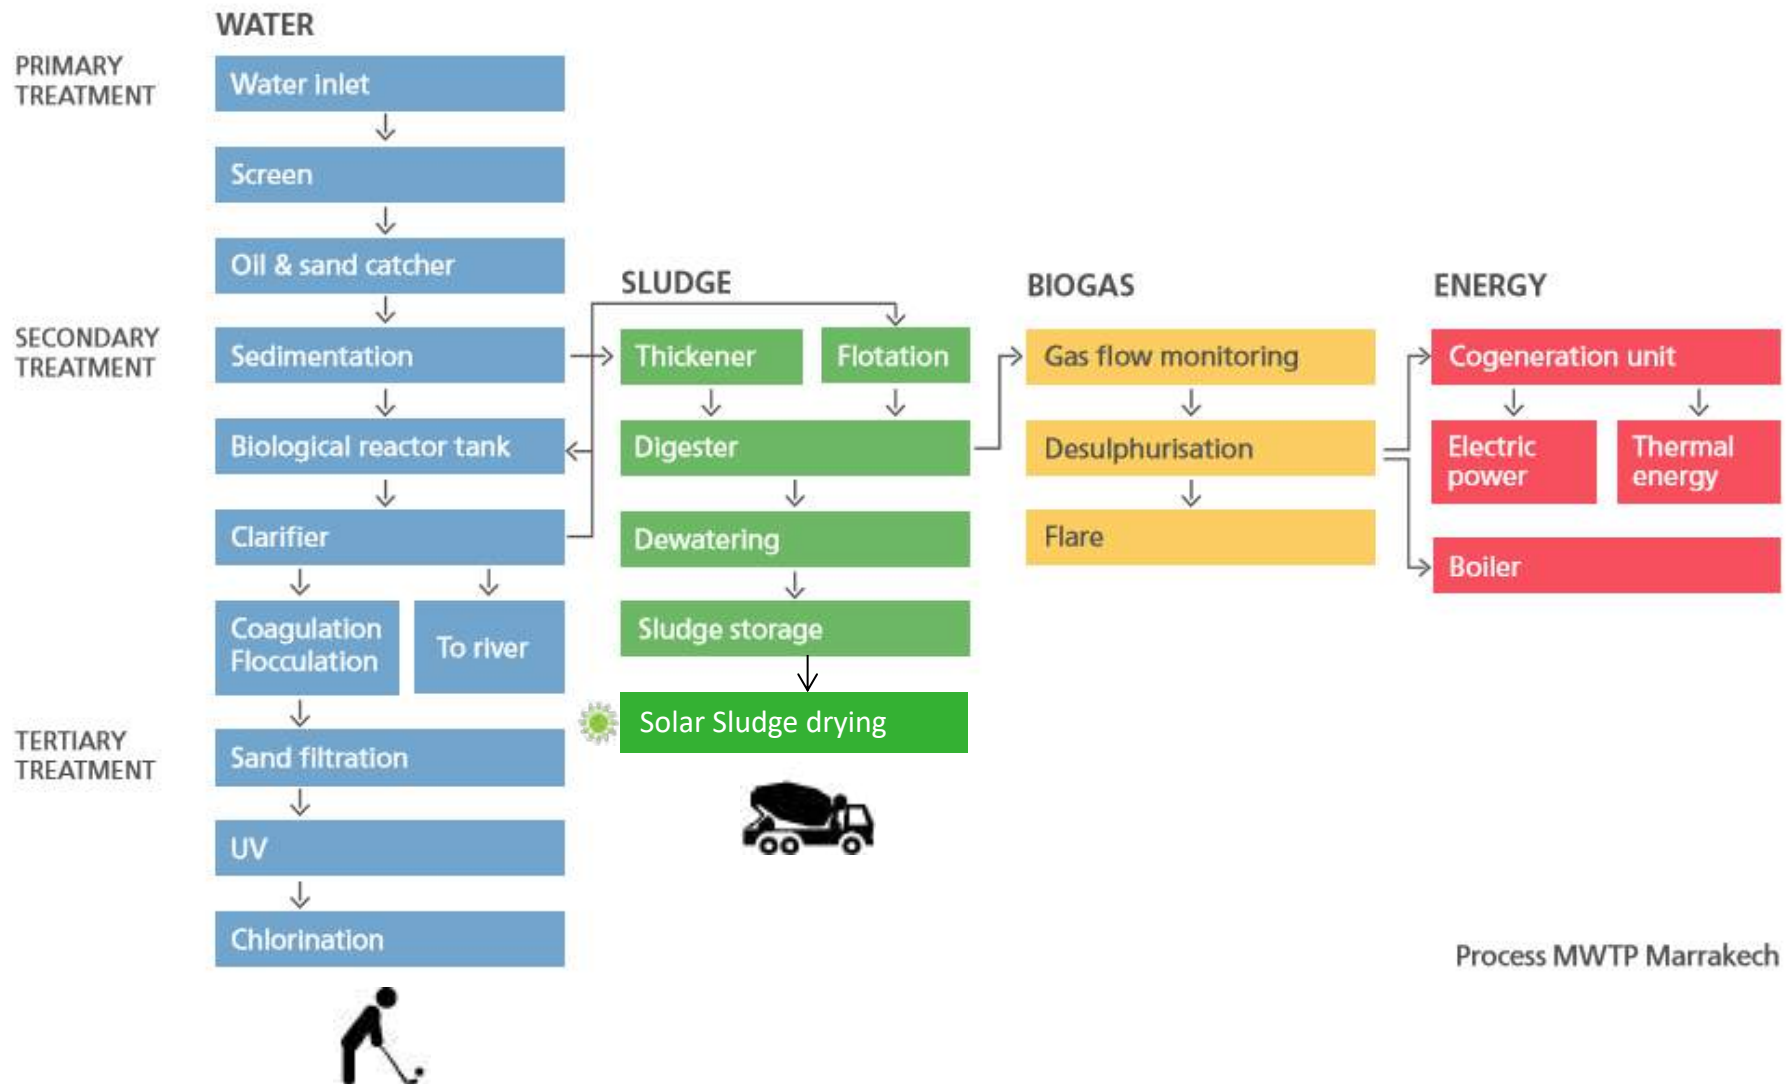 WATER
PRIMARY
TREATMENT
Water inlet
Screen
Oil & sand catcher
SECONDARY
TREATMENT
Sedimentation
Biological reactor tank
Clarifier
Coagulation
Flocculation
To river
TERTIARY
TREATMENT
Sand filtration
UV
Chlorination
SLUDGE
Thickener
Flotation
Digester
Dewatering
Sludge storage
Solar Sludge drying
BIOGAS
Gas flow monitoring
Desulphurisation
Flare
ENERGY
Cogeneration unit
Electric
power
Thermal
energy
Boiler
Process MWTP Marrakech